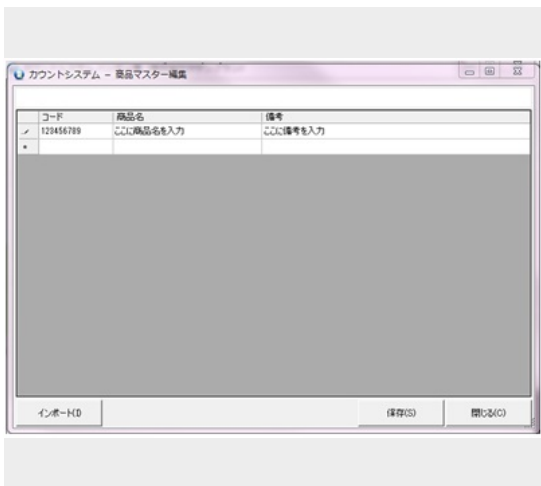 カウントシステム - 商品マスター編集
コード 商品名 備考
123456789 ここに商品名を入力 ここに備考を入力
インポート(I) 保存(S) 閉じる(C)